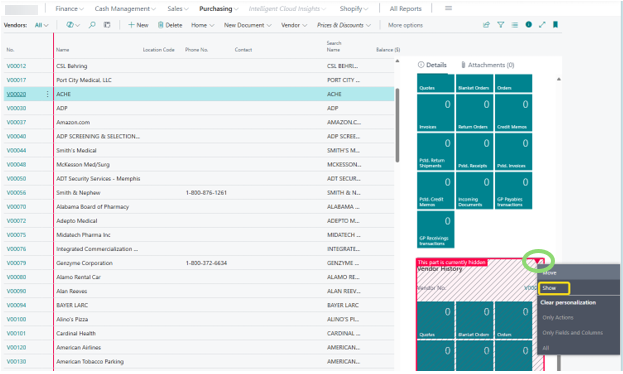 Finance Cash Management Sales Purchasing Intelligent Cloud Insights Shopify All Reports
Vendors: All + New Delete Home New Document Vendor Prices & Discounts More options
No. Name Location Code Phone No. Contact Search Name Balance ($)
V00012 CSL Behring CSL BEHRI...
V00017 Port City Medical, LLC PORT CITY ...
V00020 ACHE ACHE
V00030 ADP ADP
V00037 Amazon.com AMAZON.C...
V00040 ADP SCREENING & SELECTION... ADP SCREE...
V00044 Smith's Medical SMITH'S M...
V00048 McKesson Med/Surg MCKESSON...
V00050 ADT Security Services - Memphis ADT SECUR...
V00056 Smith & Nephew 1-800-876-1261 SMITH & N...
V00070 Alabama Board of Pharmacy ALABAMA ...
V00072 Adepto Medical ADEPTO M...
V00075 Midatech Pharma Inc MIDATECH ...
V00076 Integrated Commercialization ... INTEGRATE...
V00079 Genzyme Corporation 1-800-372-6634 GENZYME ...
V00080 Alamo Rental Car ALAMO RE...
V00090 Alan Reeves ALAN REEV...
V00094 BAYER LARC BAYER LARC
V00100 Alino's Pizza ALINO'S PI...
V00101 Cardinal Health CARDINAL ...
V00120 American Airlines AMERICAN...
V00130 American Tobacco Parking AMERICAN...
Details Attachments (0)
Quotes Blanket Orders Orders
0 0 0
Invoices Return Orders Credit Memos
0 0 0
Pstd. Return Shipments Pstd. Receipts Pstd. Invoices
0 0 0
Pstd. Credit Memos Incoming Documents GP Payables transactions
0
GP Receivings transactions
This part is currently hidden
Vendor History
Vendor No.
0 0 0
Quotes Blanket Orders Orders
0 0
Move
Show
Clear personalization
Only Actions
Only Fields and Columns
All